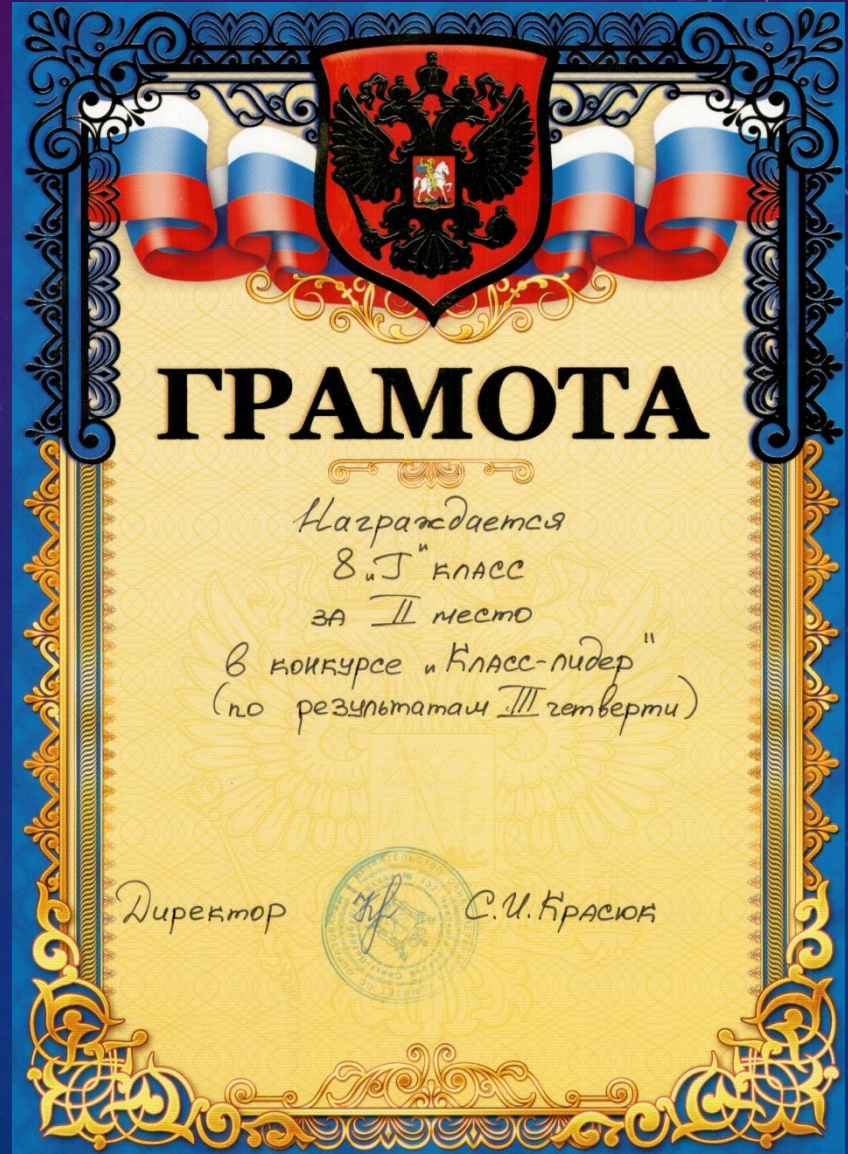 ГРАМОТА
Награждается
8 „Г" класс
за II место
в конкурсе „Класс-лидер"
(по результатам III четверти)
Директор С.И. Красюк